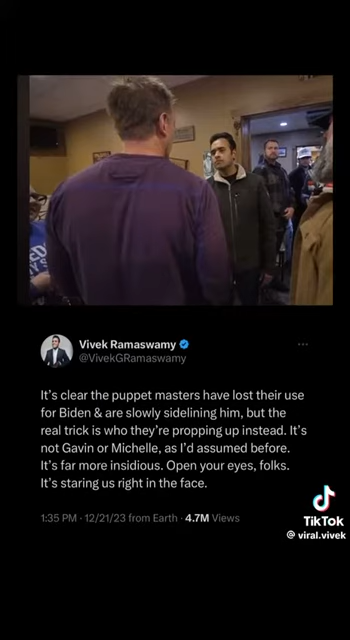 Vivek Ramaswamy
@VivekGRamaswamy
It's clear the puppet masters have lost their use
for Biden & are slowly sidelining him, but the
real trick is who they're propping up instead. It's
not Gavin or Michelle, as I'd assumed before.
It's far more insidious. Open your eyes, folks.
It's staring us right in the face.
1:35 PM · 12/21/23 from Earth · 4.7M Views
TikTok
@ viral.vivek